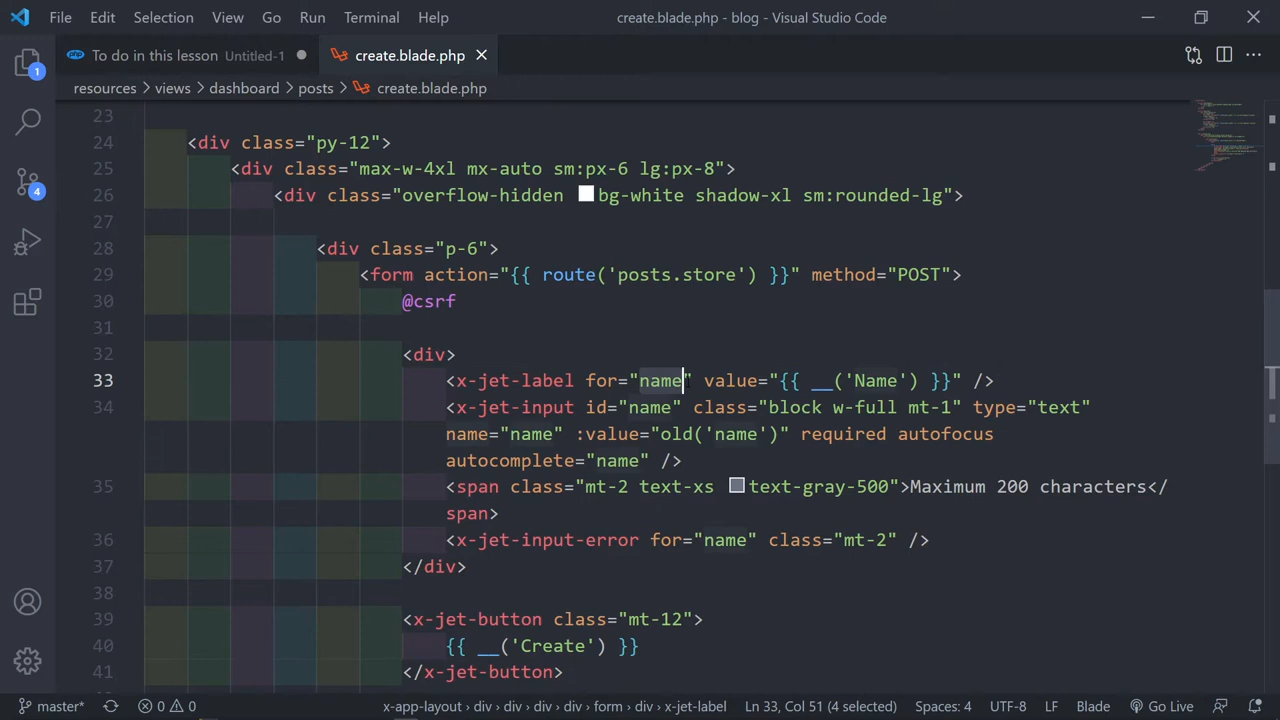 File Edit Selection View Go Run Terminal Help create.blade.php - blog - Visual Studio Code
1 To do in this lesson Untitled-1 create.blade.php
resources views dashboard posts create.blade.php
23
24 <div class="py-12">
4 25 <div class="max-w-4xl mx-auto sm:px-6 lg:px-8">
26 <div class="overflow-hidden bg-white shadow-xl sm:rounded-lg">
27
28 <div class="p-6">
29 <form action="{{ route('posts.store') }}" method="POST">
30 @csrf
31
32 <div>
33 <x-jet-label for="name" value="{{ __('Name') }}" />
34 <x-jet-input id="name" class="block w-full mt-1" type="text"
name="name" :value="old('name')" required autofocus
autocomplete="name" />
35 <span class="mt-2 text-xs text-gray-500">Maximum 200 characters</
span>
36 <x-jet-input-error for="name" class="mt-2" />
37 </div>
38
39 <x-jet-button class="mt-12">
40 {{ __('Create') }}
41 </x-jet-button>
master* 0 0 x-app-layout › div › div › div › div › form › div › x-jet-label Ln 33, Col 51 (4 selected) Spaces: 4 UTF-8 LF Blade Go Live